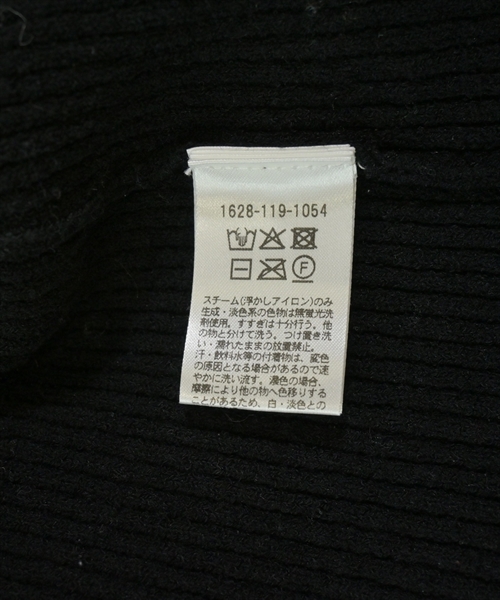 1628-119-1054
F
スチーム(浮かしアイロン)のみ
生成・淡色系の色物は無蛍光洗
剤使用。すすぎは十分行う。他
の物と分けて洗う。つけ置き洗
い・濡れたままの放置禁止。
汗・飲料水等の付着物は、変色
の原因となる場合があるので速
やかに洗い流す。濃色の場合、
摩擦により他の物へ色移りする
ことがあるため、白・淡色との